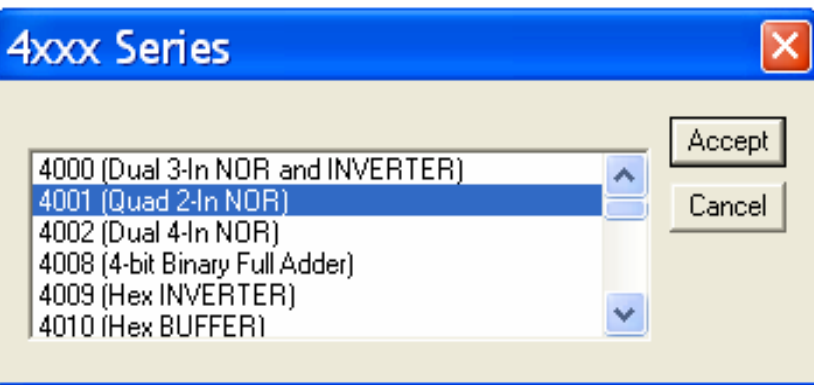 4xxx Series
4000 (Dual 3-In NOR and INVERTER)
4001 (Quad 2-In NOR)
4002 (Dual 4-In NOR)
4008 (4-bit Binary Full Adder)
4009 (Hex INVERTER)
4010 (Hex BUFFER)
Accept
Cancel